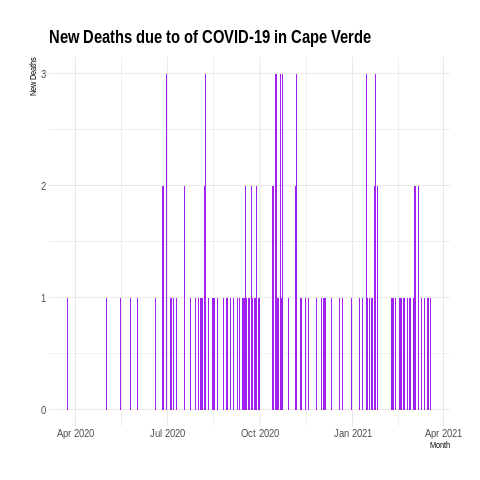 New Deaths due to of COVID-19 in Cape Verde
New Deaths
3
2
1
0
Apr 2020 Jul 2020 Oct 2020 Jan 2021 Apr 2021
Month